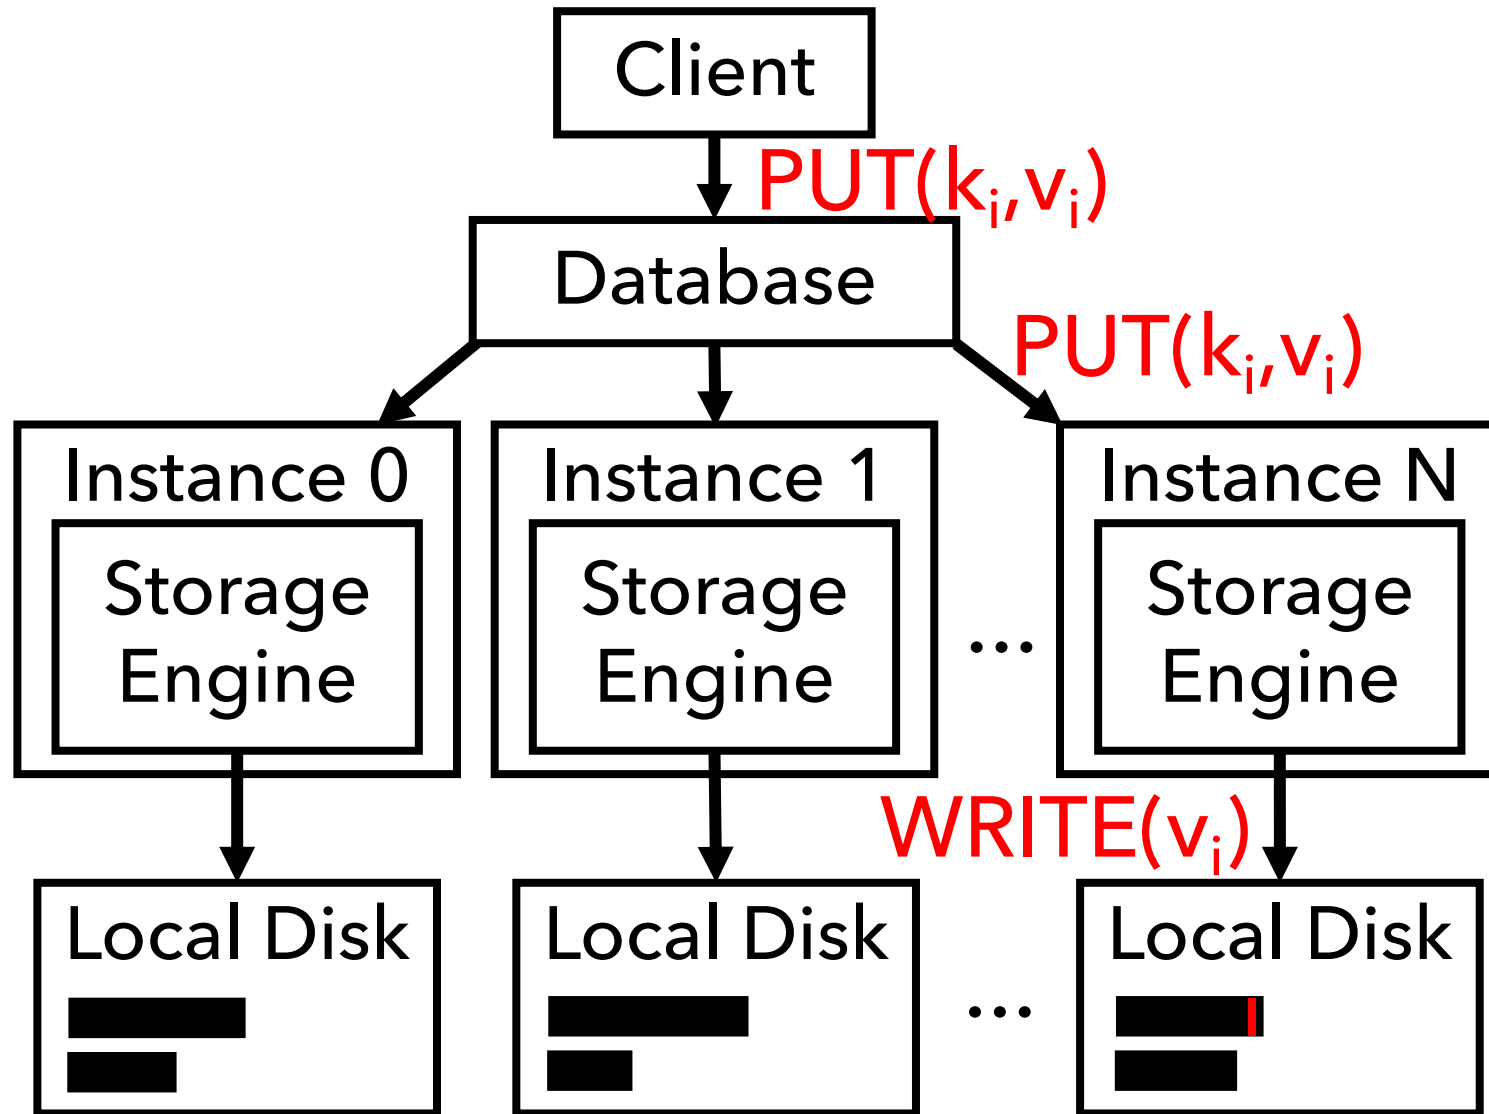 Client
PUT(kᵢ,vᵢ)
Database
PUT(kᵢ,vᵢ)
Instance 0
Instance 1
Instance N
Storage
Engine
Storage
Engine
...
Storage
Engine
WRITE(vᵢ)
Local Disk
Local Disk
...
Local Disk